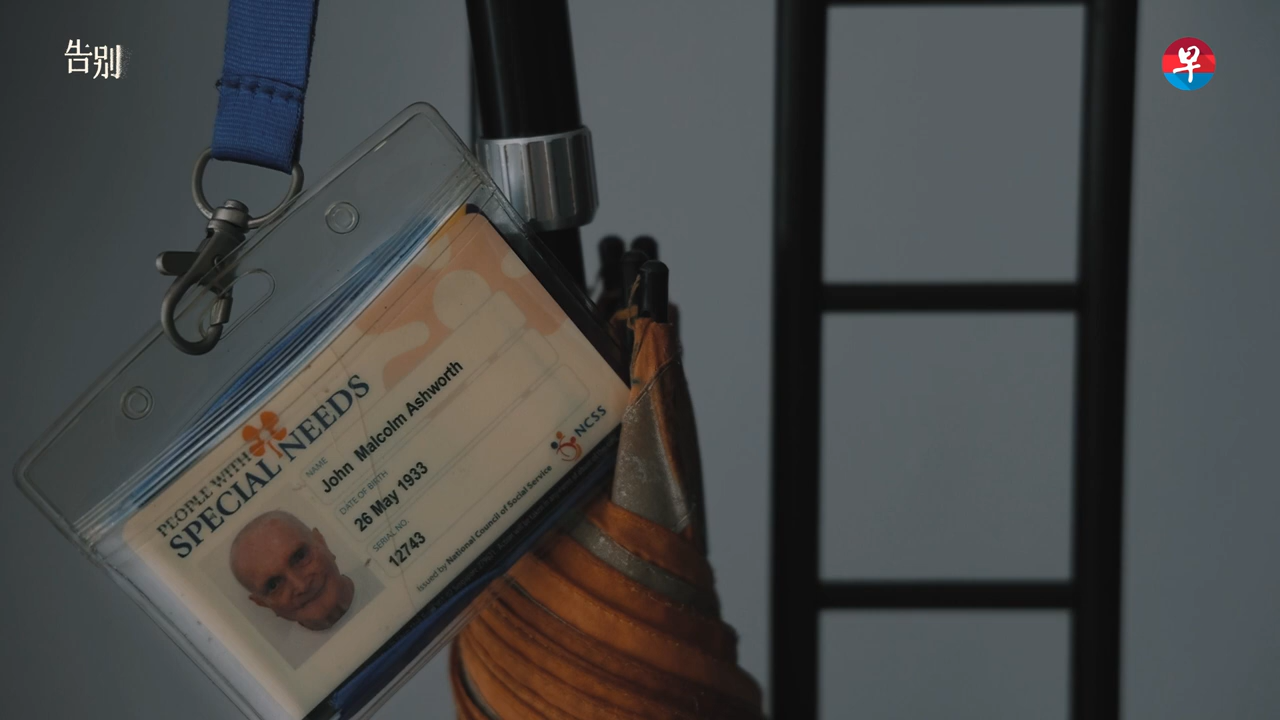 告别
早
PEOPLE WITH
SPECIAL NEEDS
NAME
John Malcolm Ashworth
DATE OF BIRTH
26 May 1933
SERIAL NO.
12743
Issued by National Council of Social Service
NCSS